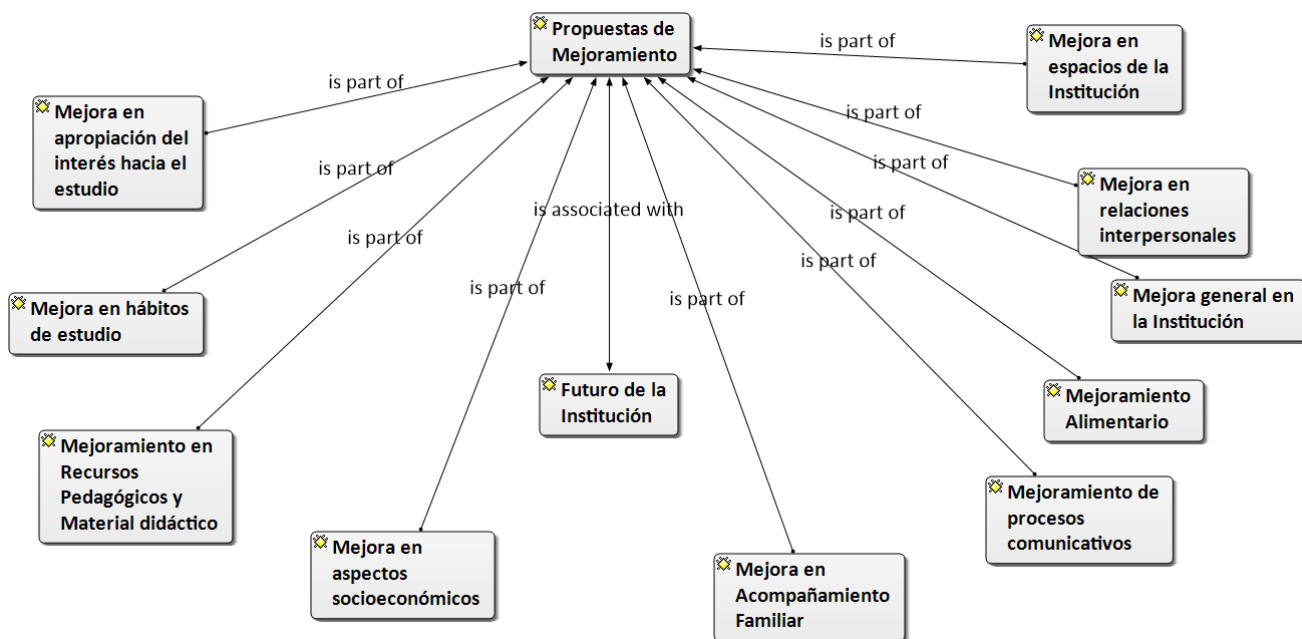 Propuestas de
Mejoramiento
is part of
Mejora en
espacios de la
Institución
is part of
Mejora en
apropiación del
interés hacia el
estudio
is part of
is part of
is part of
Mejora en
relaciones
interpersonales
is associated with
is part of
is part of
is part of
Mejora general en
la Institución
is part of
is part of
Mejora en hábitos
de estudio
Futuro de la
Institución
Mejoramiento
Alimentario
Mejoramiento en
Recursos
Pedagógicos y
Material didáctico
Mejoramiento de
procesos
comunicativos
Mejora en
aspectos
socioeconómicos
Mejora en
Acompañamiento
Familiar